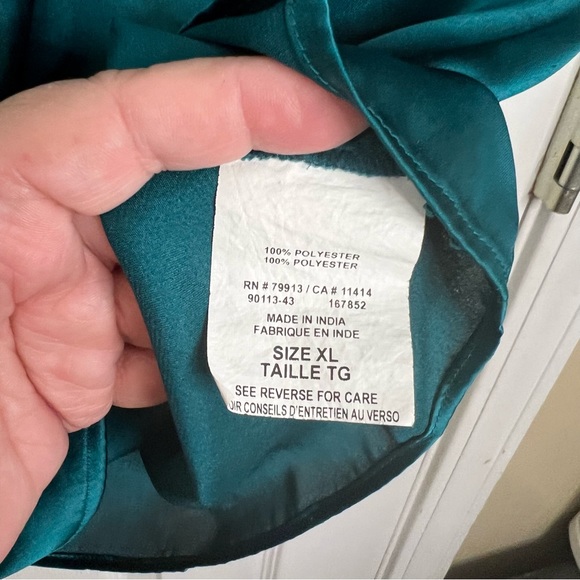 100% POLYESTER
100% POLYESTER
RN # 79913 / CA # 11414
90113-43 167852
MADE IN INDIA
FABRIQUE EN INDE
SIZE XL
TAILLE TG
SEE REVERSE FOR CARE
OIR CONSEILS D'ENTRETIEN AU VERSO